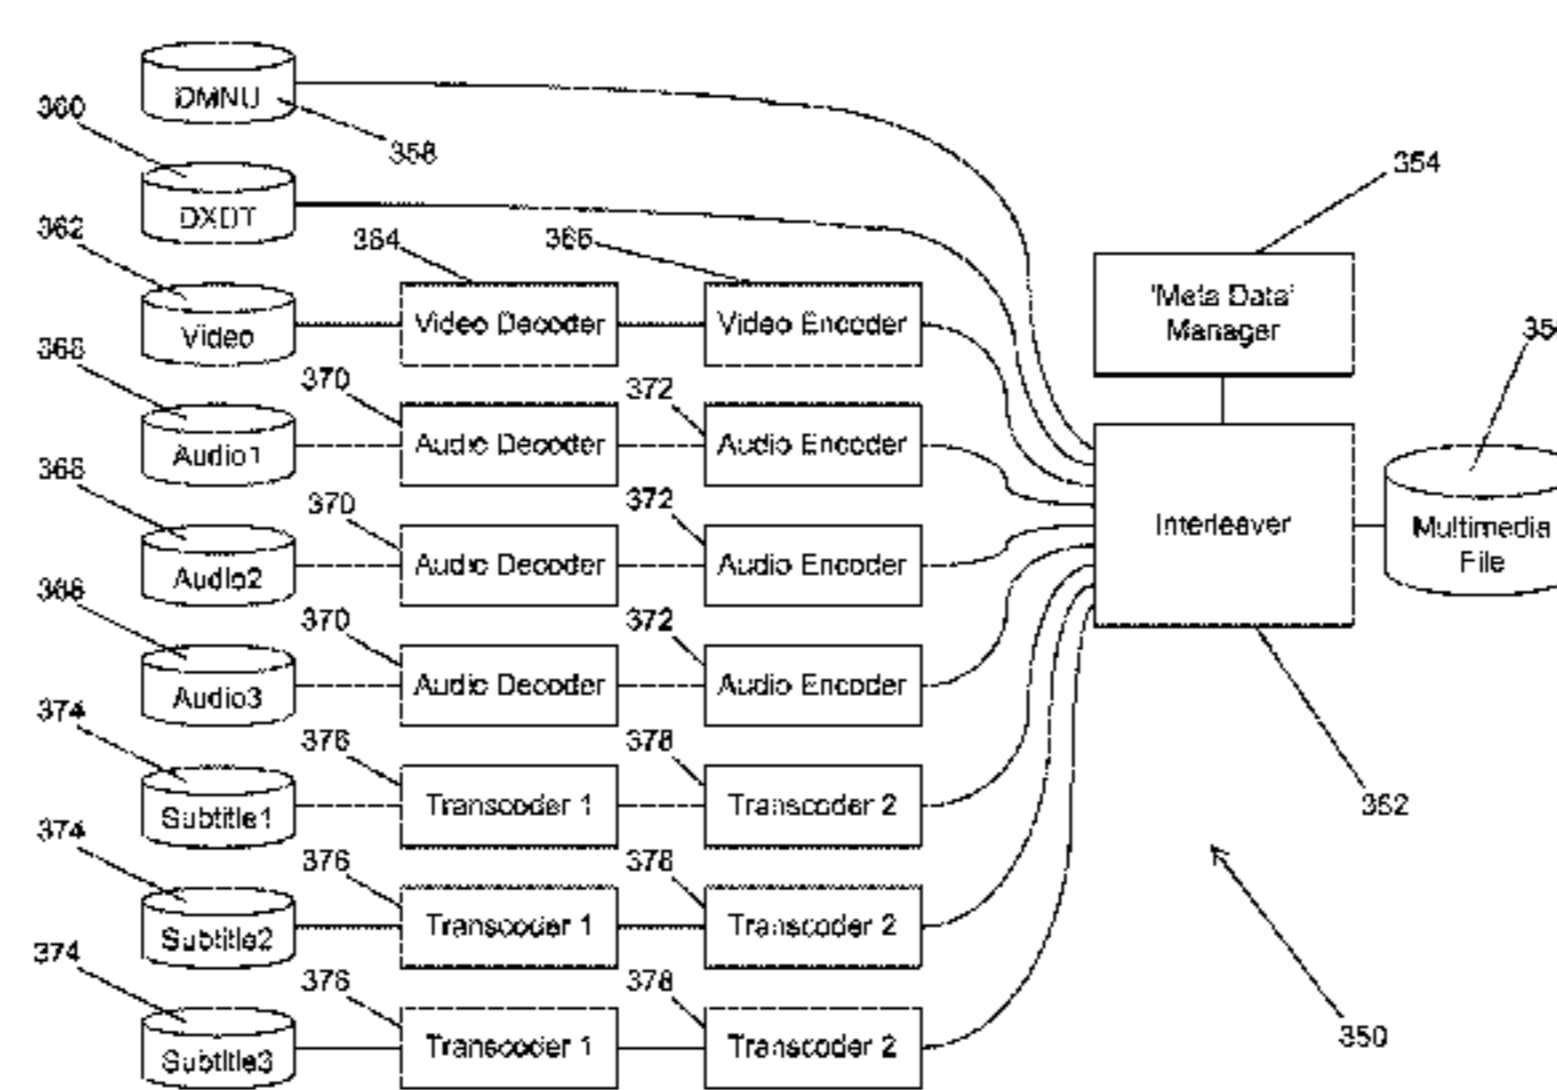 DMNU
360
358
354
DXDT
362
364
366
'Meta Data'
Manager
Video
Video Decoder
Video Encoder
368
370
372
Audio1
Audio Decoder
Audio Encoder
Interleaver
Multimedia
File
368
370
372
Audio2
Audio Decoder
Audio Encoder
368
370
372
Audio3
Audio Decoder
Audio Encoder
374
376
378
352
Subtitle1
Transcoder 1
Transcoder 2
374
376
378
Subtitle2
Transcoder 1
Transcoder 2
374
376
378
350
Subtitle3
Transcoder 1
Transcoder 2